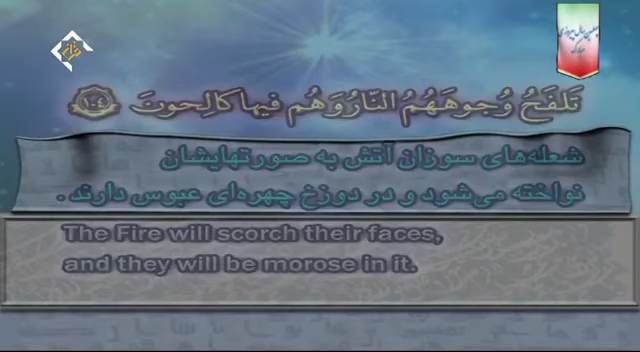 تَلْفَحُ وُجُوهَهُمُ النَّارُ وَهُمْ فِيهَا كَالِحُونَ ١٠٤
شعله‌های سوزان آتش به صورتهایشان
نواخته می‌شود و در دوزخ چهره‌ای عبوس دارند .
The Fire will scorch their faces,
and they will be morose in it.